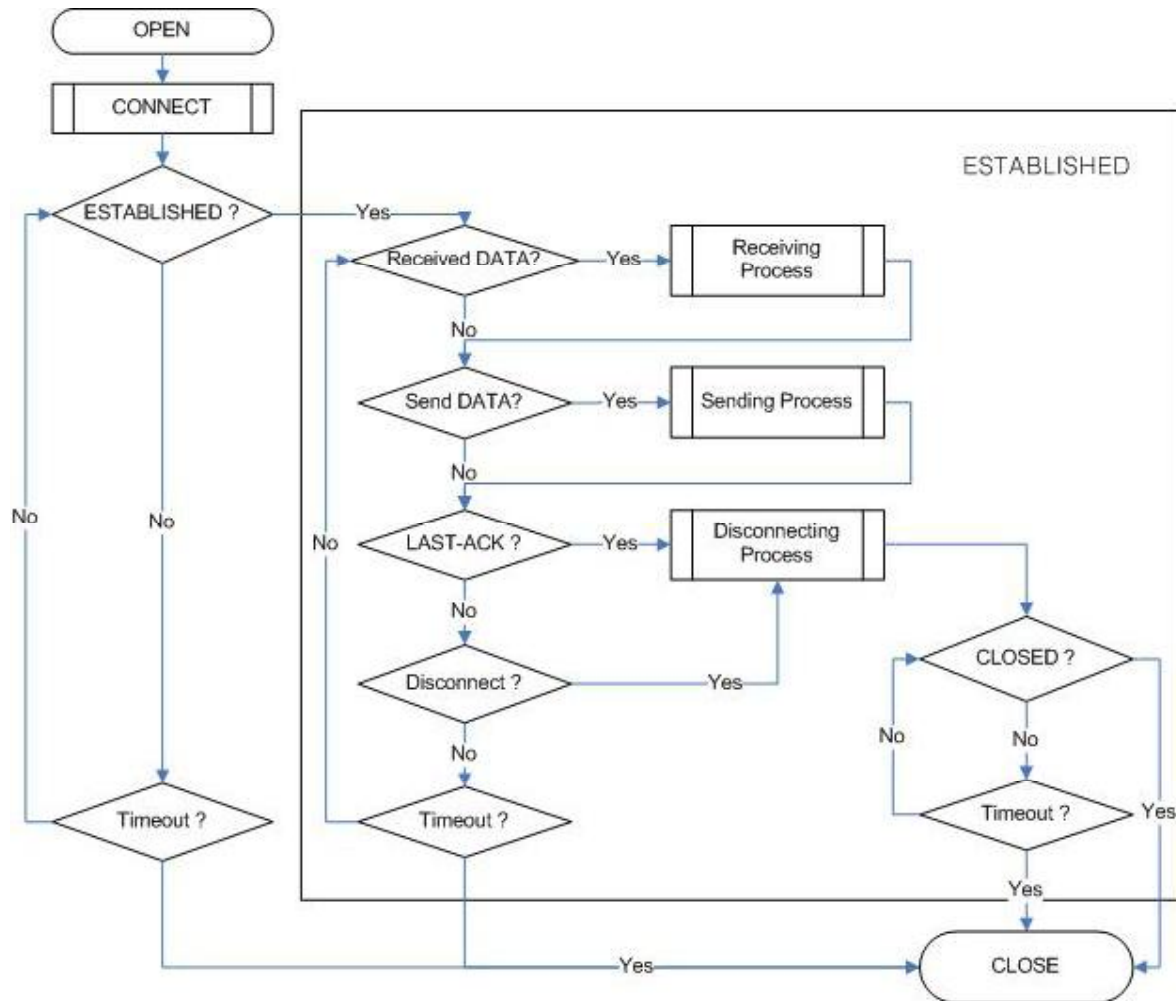 OPEN
CONNECT
ESTABLISHED
ESTABLISHED ?
Yes
Received DATA?
Yes
Receiving
Process
No
Send DATA?
Yes
Sending Process
No
No
No
No
LAST-ACK ?
Yes
Disconnecting
Process
No
CLOSED ?
Disconnect ?
Yes
No
No
No
Timeout ?
Timeout ?
Timeout ?
Yes
Yes
Yes
CLOSE